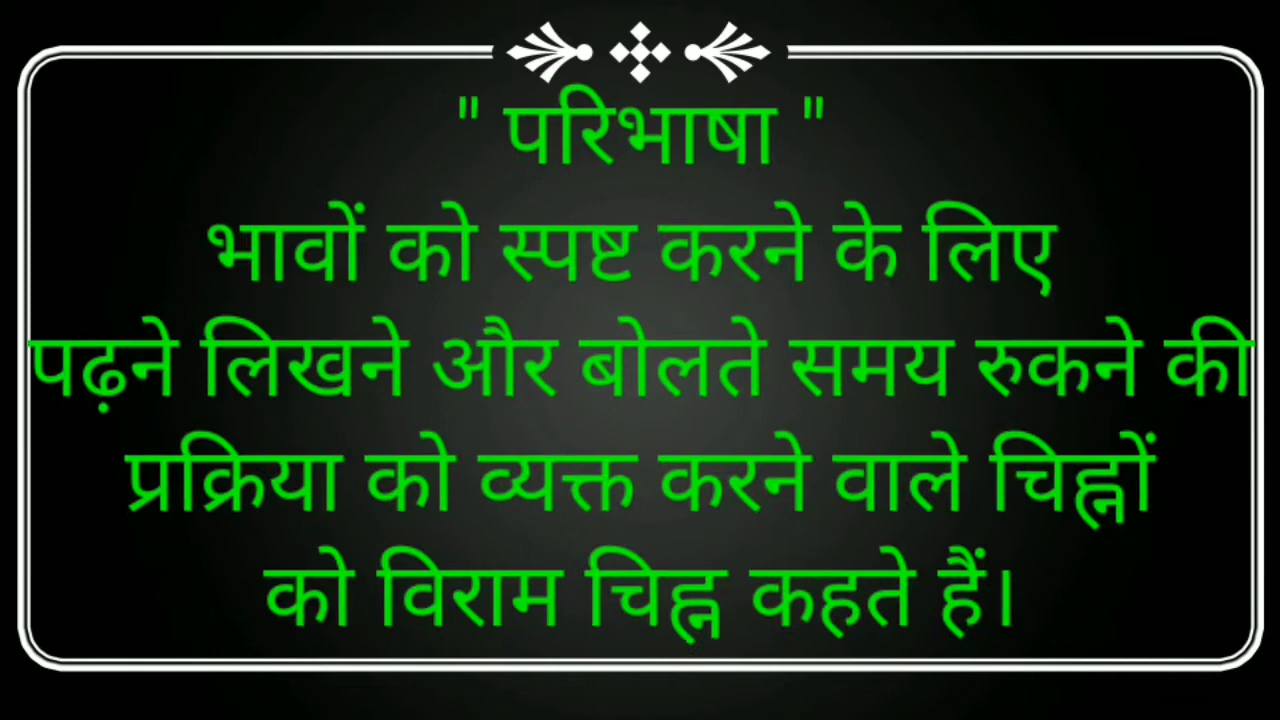 " परिभाषा "
भावों को स्पष्ट करने के लिए
पढ़ने लिखने और बोलते समय रुकने की
प्रक्रिया को व्यक्त करने वाले चिह्नों
को विराम चिह्न कहते हैं।